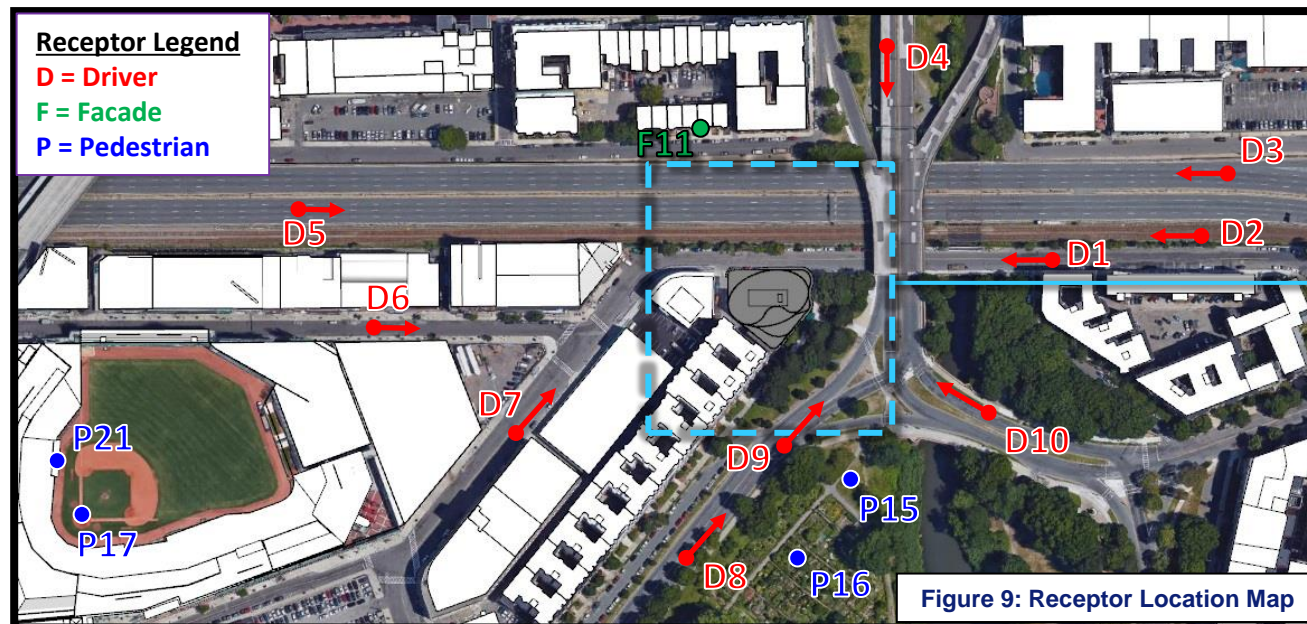 Receptor Legend
D = Driver
F = Facade
P = Pedestrian
D4
F11
D3
D5
D2
D1
D6
D7
D10
P21
D9
P15
P17
D8
P16
Figure 9: Receptor Location Map